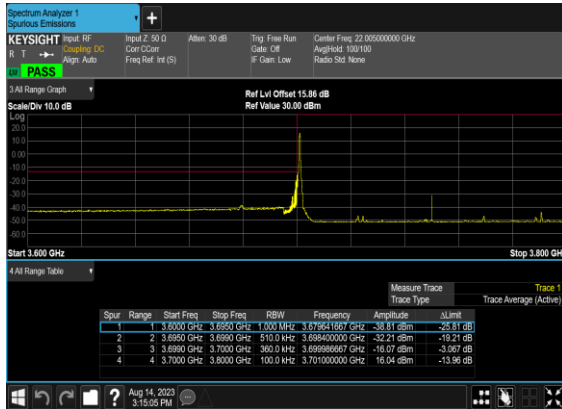 Spectrum Analyzer 1
Spurious Emissions
+
KEYSIGHT Input: RF Input Z: 50 Ω Atten: 30 dB Trig: Free Run Center Freq: 22.005000000 GHz
R T Coupling: DC Corr CCorr Gate: Off Avg|Hold: 100/100
Align: Auto Freq Ref: Int (S) IF Gain: Low Radio Std: None
PASS
3 All Range Graph
Ref Lvl Offset 15.86 dB
Scale/Div 10.0 dB Ref Value 30.00 dBm
Log
20.0
10.0
0.00
-10.0
-20.0
-30.0
-40.0
-50.0
-60.0
Start 3.600 GHz Stop 3.800 GH
4 All Range Table
Measure Trace Trace 1
Trace Type Trace Average (Active)
Spur Range Start Freq Stop Freq RBW Frequency Amplitude ΔLimit
1 1 3.6000 GHz 3.6950 GHz 1.000 MHz 3.679641667 GHz -38.81 dBm -25.81 dB
2 2 3.6950 GHz 3.6990 GHz 510.0 kHz 3.698400000 GHz -32.21 dBm -19.21 dB
3 3 3.6990 GHz 3.7000 GHz 360.0 kHz 3.699986667 GHz -16.07 dBm -3.067 dB
4 4 3.7000 GHz 3.8000 GHz 100.0 kHz 3.701000000 GHz 16.04 dBm -13.96 dB
? Aug 14, 2023
3:15:05 PM